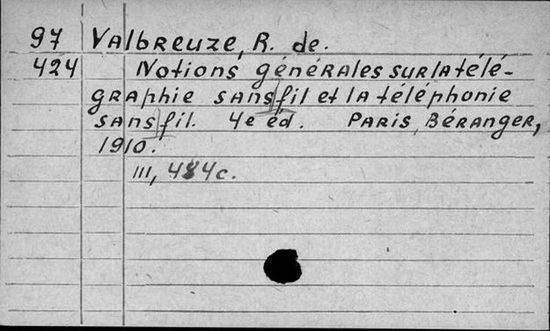 97 Valbreuze, R. de.
424 Notions générales sur la télé-
graphie sans fil et la téléphonie
sans fil. 4e éd. Paris, Béranger,
1910.
III, 484c.